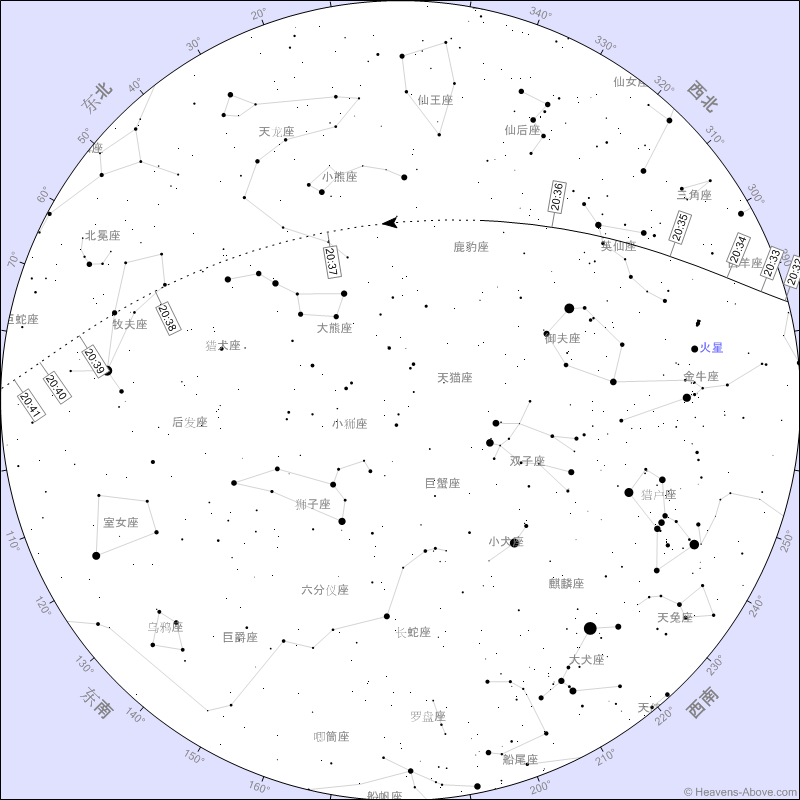 20°
340°
30°
330°
仙女座
320°
东北
40°
仙王座
西北
天龙座
仙后座
50°
310°
座
小熊座
60°
20:36
三角座
300°
20:35
北冕座
鹿豹座
英仙座
20:34
70°
20:37
20:33
白羊座
290°
20:32
巨蛇座
牧夫座
20:38
大熊座
猎犬座
御夫座
火星
20:39
天猫座
金牛座
20:40
20:41
后发座
小狮座
双子座
巨蟹座
猎户座
狮子座
室女座
小犬座
110°
250°
六分仪座
麒麟座
120°
240°
乌鸦座
巨爵座
长蛇座
天兔座
130°
大犬座
230°
东南
西南
140°
罗盘座
天鸽
220°
唧筒座
150°
210°
船尾座
160°
200°
船帆座
© Heavens-Above.com